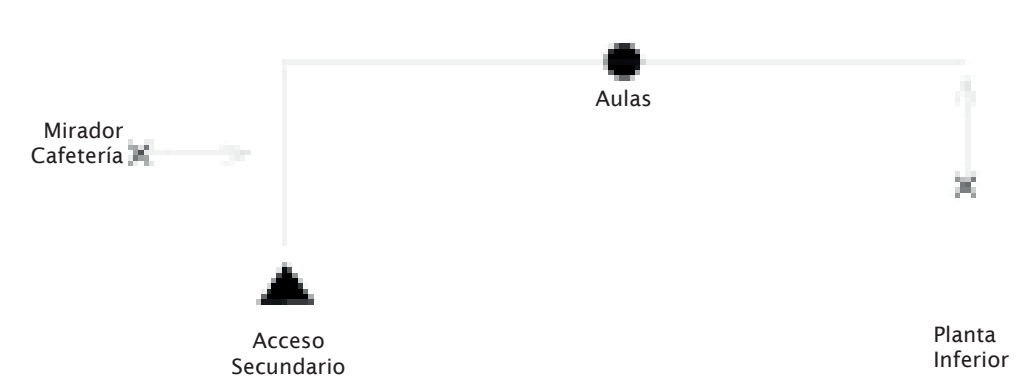 Aulas
Mirador
Cafetería
Acceso
Secundario
Planta
Inferior